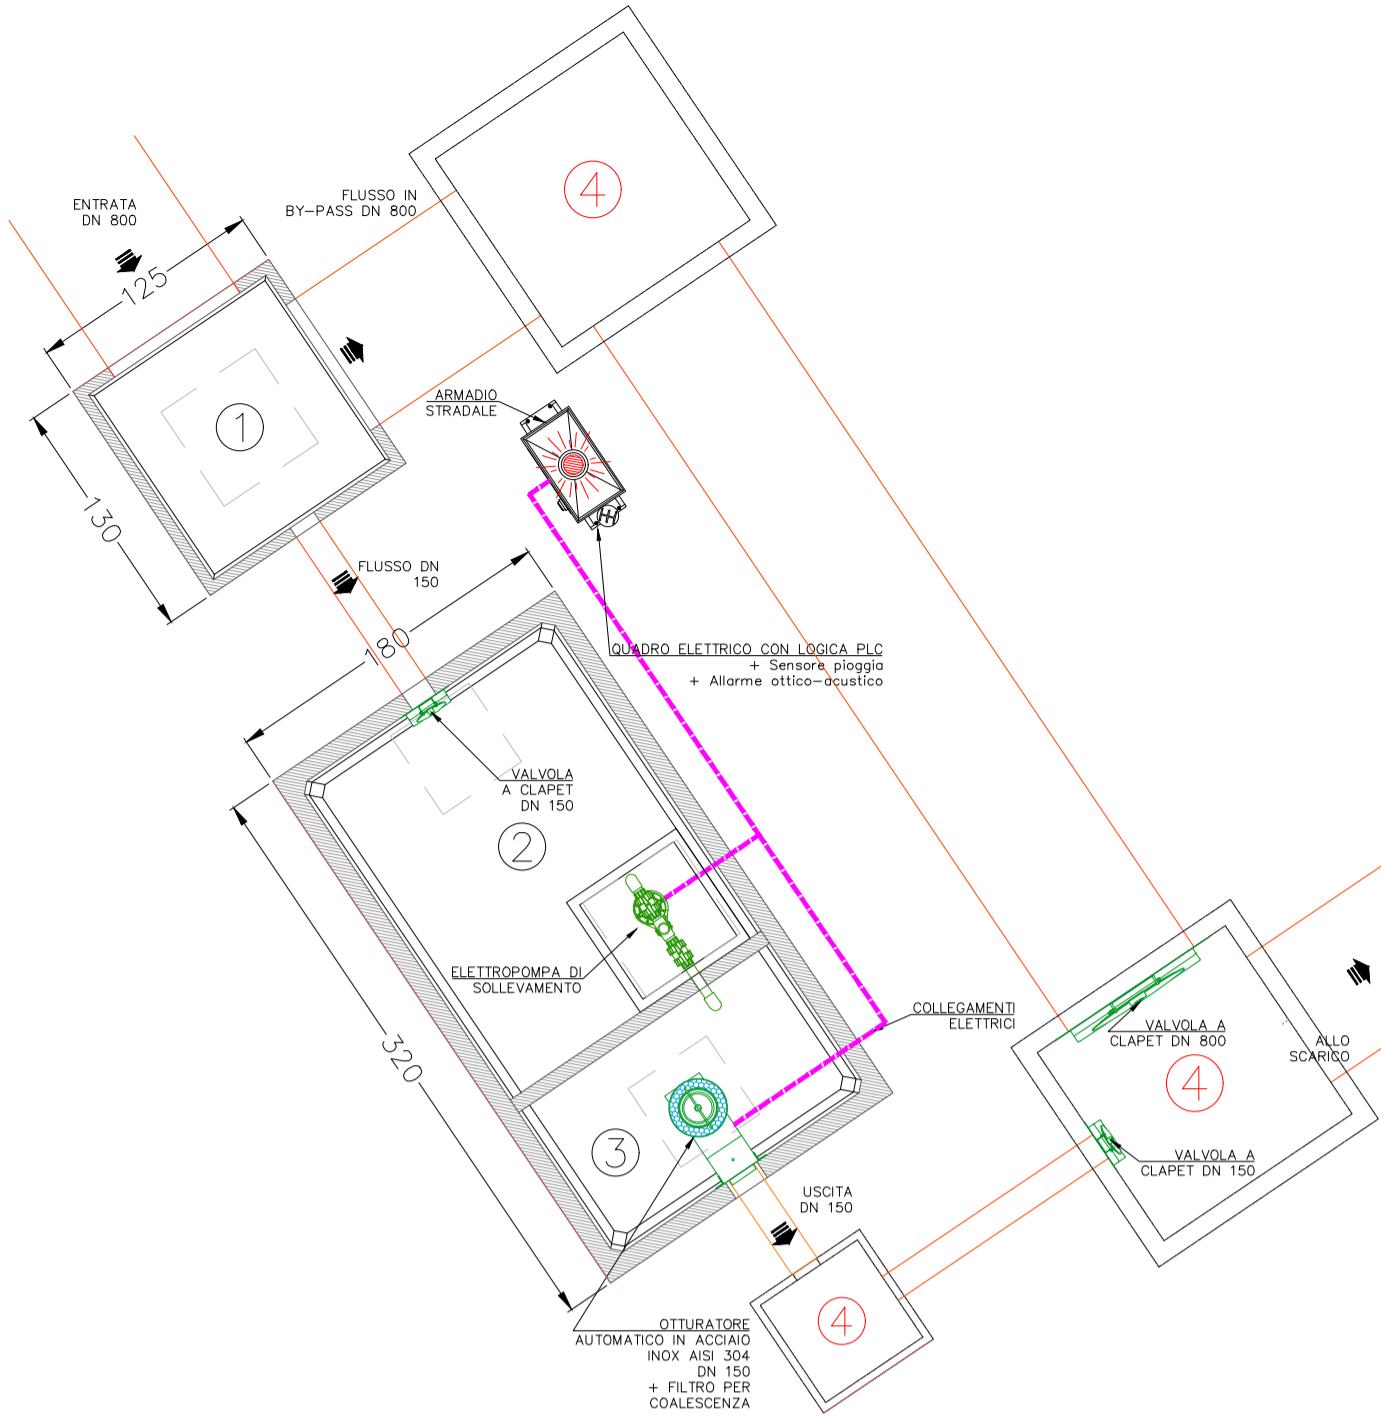 4
FLUSSO IN
BY-PASS DN 800
ENTRATA
DN 800
125
1
130
ARMADIO
STRADALE
FLUSSO DN
150
180
QUADRO ELETTRICO CON LOGICA PLC
+ Sensore pioggia
+ Allarme ottico-acustico
VALVOLA
A CLAPET
DN 150
2
ELETTROPOMPA DI
SOLLEVAMENTO
320
COLLEGAMENTI
ELETTRICI
VALVOLA A
CLAPET DN 800
ALLO
SCARICO
4
3
VALVOLA A
CLAPET DN 150
USCITA
DN 150
4
OTTURATORE
AUTOMATICO IN ACCIAIO
INOX AISI 304
DN 150
+ FILTRO PER
COALESCENZA